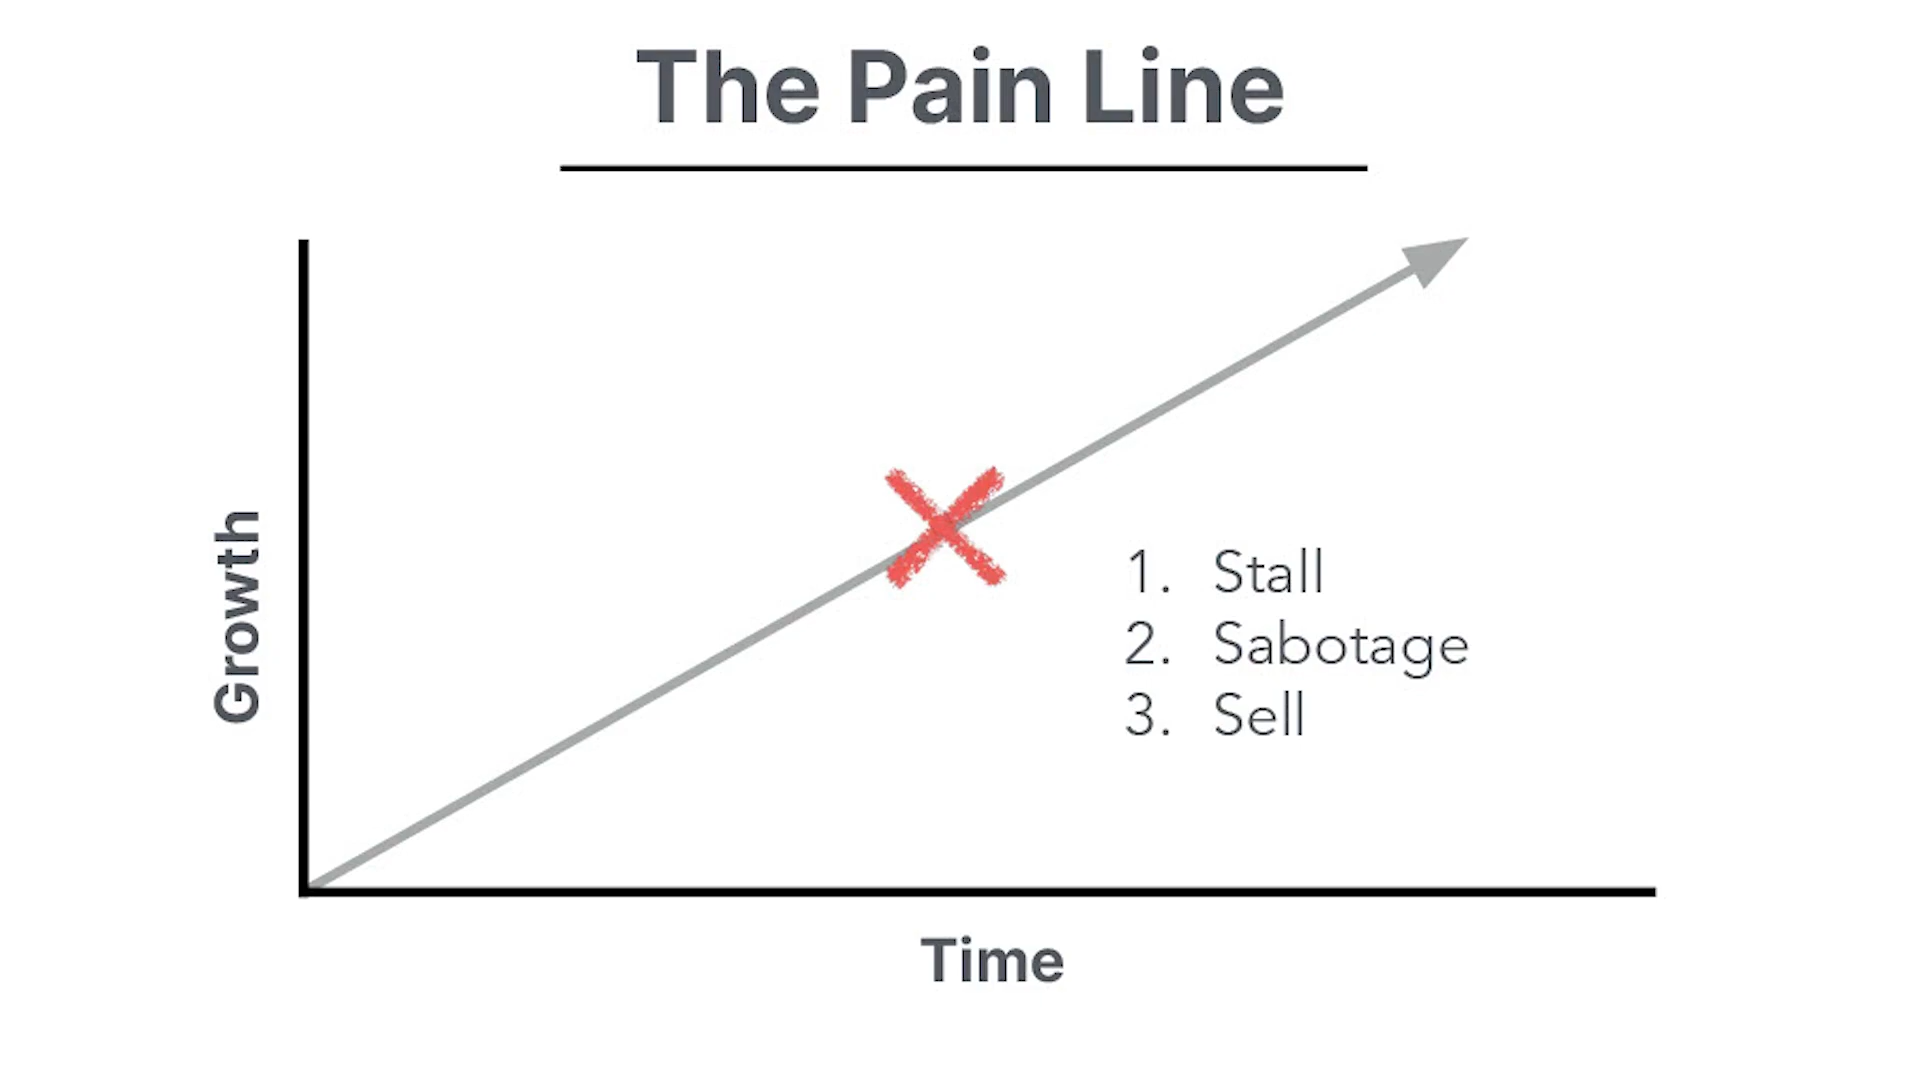 The Pain Line
Growth
1. Stall
2. Sabotage
3. Sell
Time